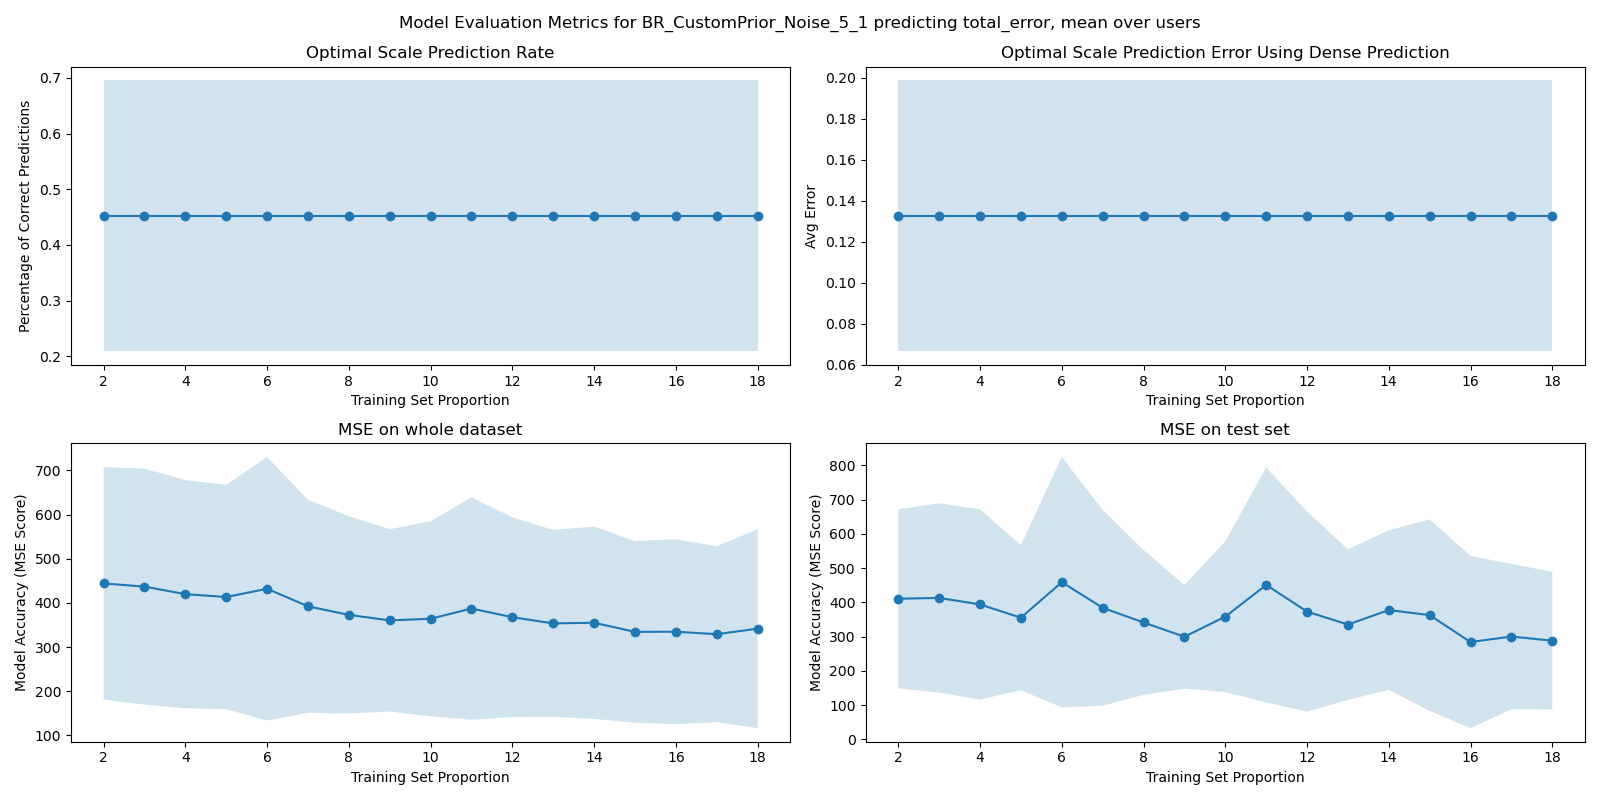 Model Evaluation Metrics for BR_CustomPrior_Noise_5_1 predicting total_error, mean over users
Optimal Scale Prediction Rate
Percentage of Correct Predictions
0.7
0.6
0.5
0.4
0.3
0.2
2 4 6 8 10 12 14 16 18
Training Set Proportion
Optimal Scale Prediction Error Using Dense Prediction
Avg Error
0.20
0.18
0.16
0.14
0.12
0.10
0.08
0.06
2 4 6 8 10 12 14 16 18
Training Set Proportion
MSE on whole dataset
Model Accuracy (MSE Score)
700
600
500
400
300
200
100
2 4 6 8 10 12 14 16 18
Training Set Proportion
MSE on test set
Model Accuracy (MSE Score)
800
700
600
500
400
300
200
100
0
2 4 6 8 10 12 14 16 18
Training Set Proportion